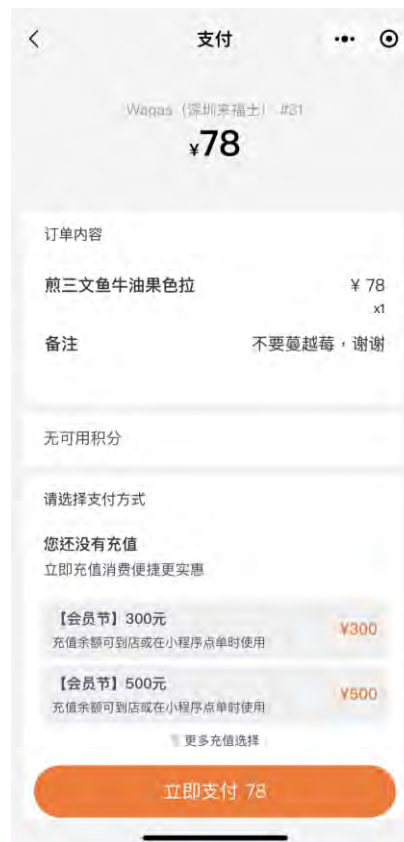 支付
Wagas（深圳来福士） #31
¥78
订单内容
煎三文鱼牛油果色拉 ¥ 78
x1
备注 不要蔓越莓，谢谢
无可用积分
请选择支付方式
您还没有充值
立即充值消费便捷更实惠
【会员节】300元 ¥300
充值余额可到店或在小程序点单时使用
【会员节】500元 ¥500
充值余额可到店或在小程序点单时使用
更多充值选择
立即支付 78